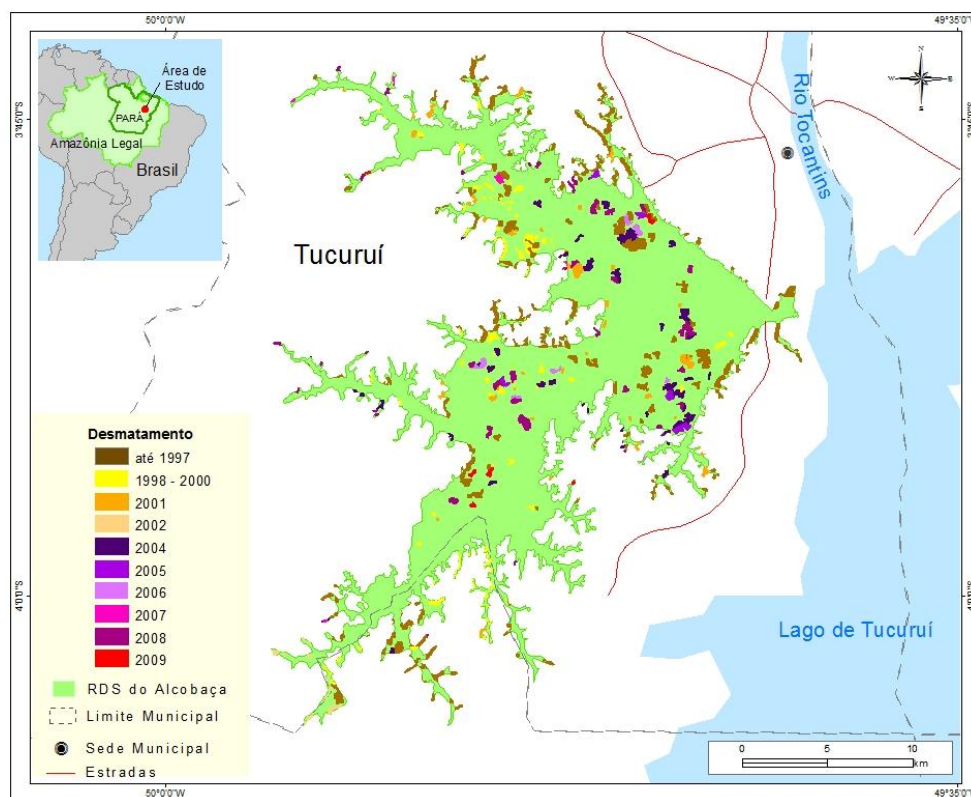 50°0'0"W
49°35'0"W
Área de
Estudo
PARÁ
Amazônia Legal
Brasil
3°45'0"S
N
Rio Tocantins
Tucuruí
Desmatamento
até 1997
1998 - 2000
2001
2002
2004
2005
2006
2007
2008
2009
RDS do Alcobaça
Limite Municipal
Sede Municipal
Estradas
Lago de Tucuruí
0 5 10
km
50°0'0"W